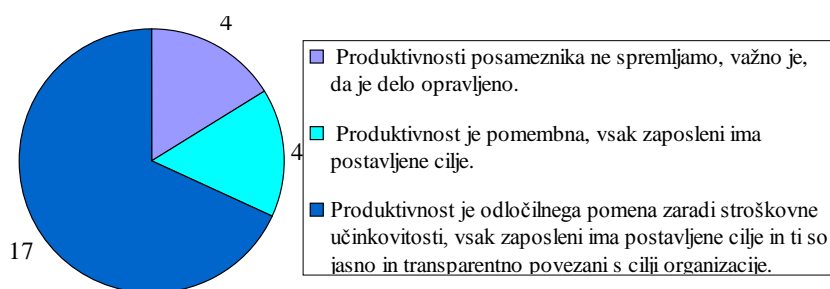 4
4
17
Produktivnosti posameznika ne spremljamo, važno je,
da je delo opravljeno.
Produktivnost je pomembna, vsak zaposleni ima
postavljene cilje.
Produktivnost je odločilnega pomena zaradi stroškovne
učinkovitosti, vsak zaposleni ima postavljene cilje in ti so
jasno in transparentno povezani s cilji organizacije.